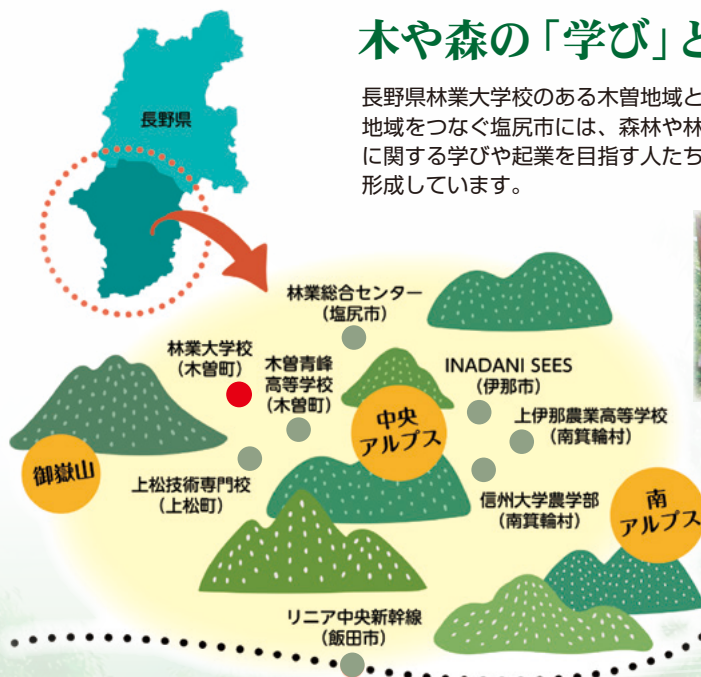 木や森の「学び」と
長野県林業大学校のある木曽地域と
地域をつなぐ塩尻市には、森林や林
に関する学びや起業を目指す人たち
形成しています。
長野県
林業総合センター
（塩尻市）
林業大学校
（木曽町）
木曽青峰
高等学校
（木曽町）
INADANI SEES
（伊那市）
中央
アルプス
上伊那農業高等学校
（南箕輪村）
御嶽山
上松技術専門校
（上松町）
信州大学農学部
（南箕輪村）
南
アルプス
リニア中央新幹線
（飯田市）